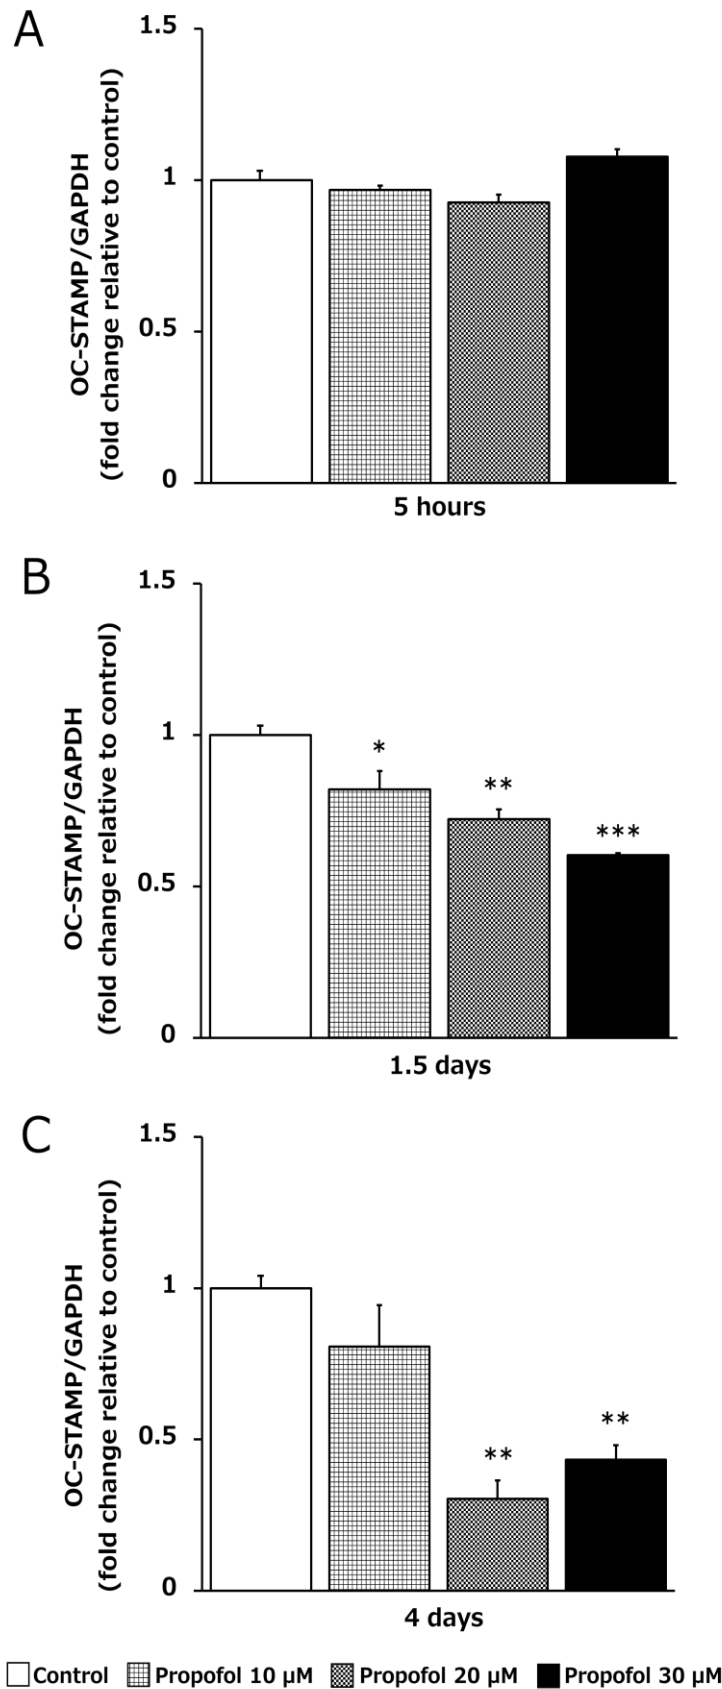 A
OC-STAMP/GAPDH
(fold change relative to control)
1.5
1
0.5
0
5 hours
B
OC-STAMP/GAPDH
(fold change relative to control)
1.5
1
0.5
0
*
**
***
1.5 days
C
OC-STAMP/GAPDH
(fold change relative to control)
1.5
1
0.5
0
**
**
4 days
Control Propofol 10 μM Propofol 20 μM Propofol 30 μM